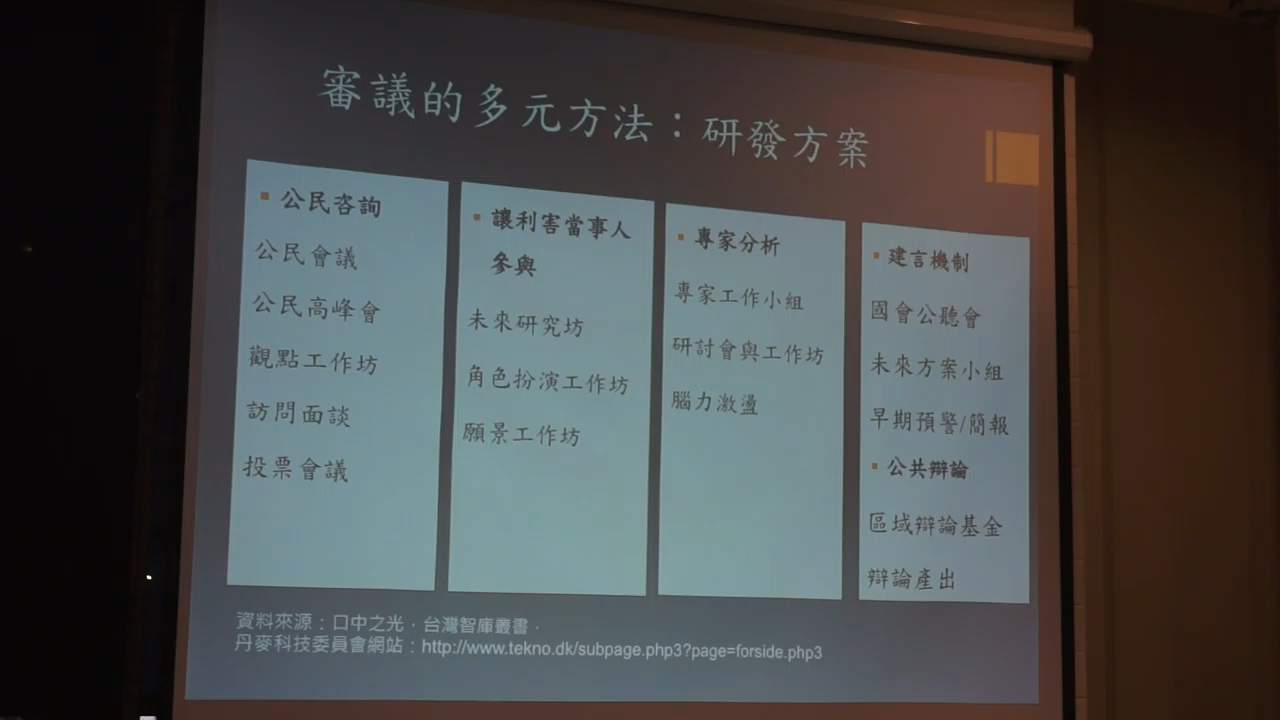 審議的多元方法：研發方案
公民咨詢
公民會議
公民高峰會
觀點工作坊
訪問面談
投票會議
讓利害當事人
參與
未來研究坊
角色扮演工作坊
願景工作坊
專家分析
專家工作小組
研討會與工作坊
腦力激盪
建言機制
國會公聽會
未來方案小組
早期預警/簡報
公共辯論
區域辯論基金
辯論產出
資料來源：口中之光，台灣智庫叢書．
丹麥科技委員會網站：http://www.tekno.dk/subpage.php3?page=forside.php3